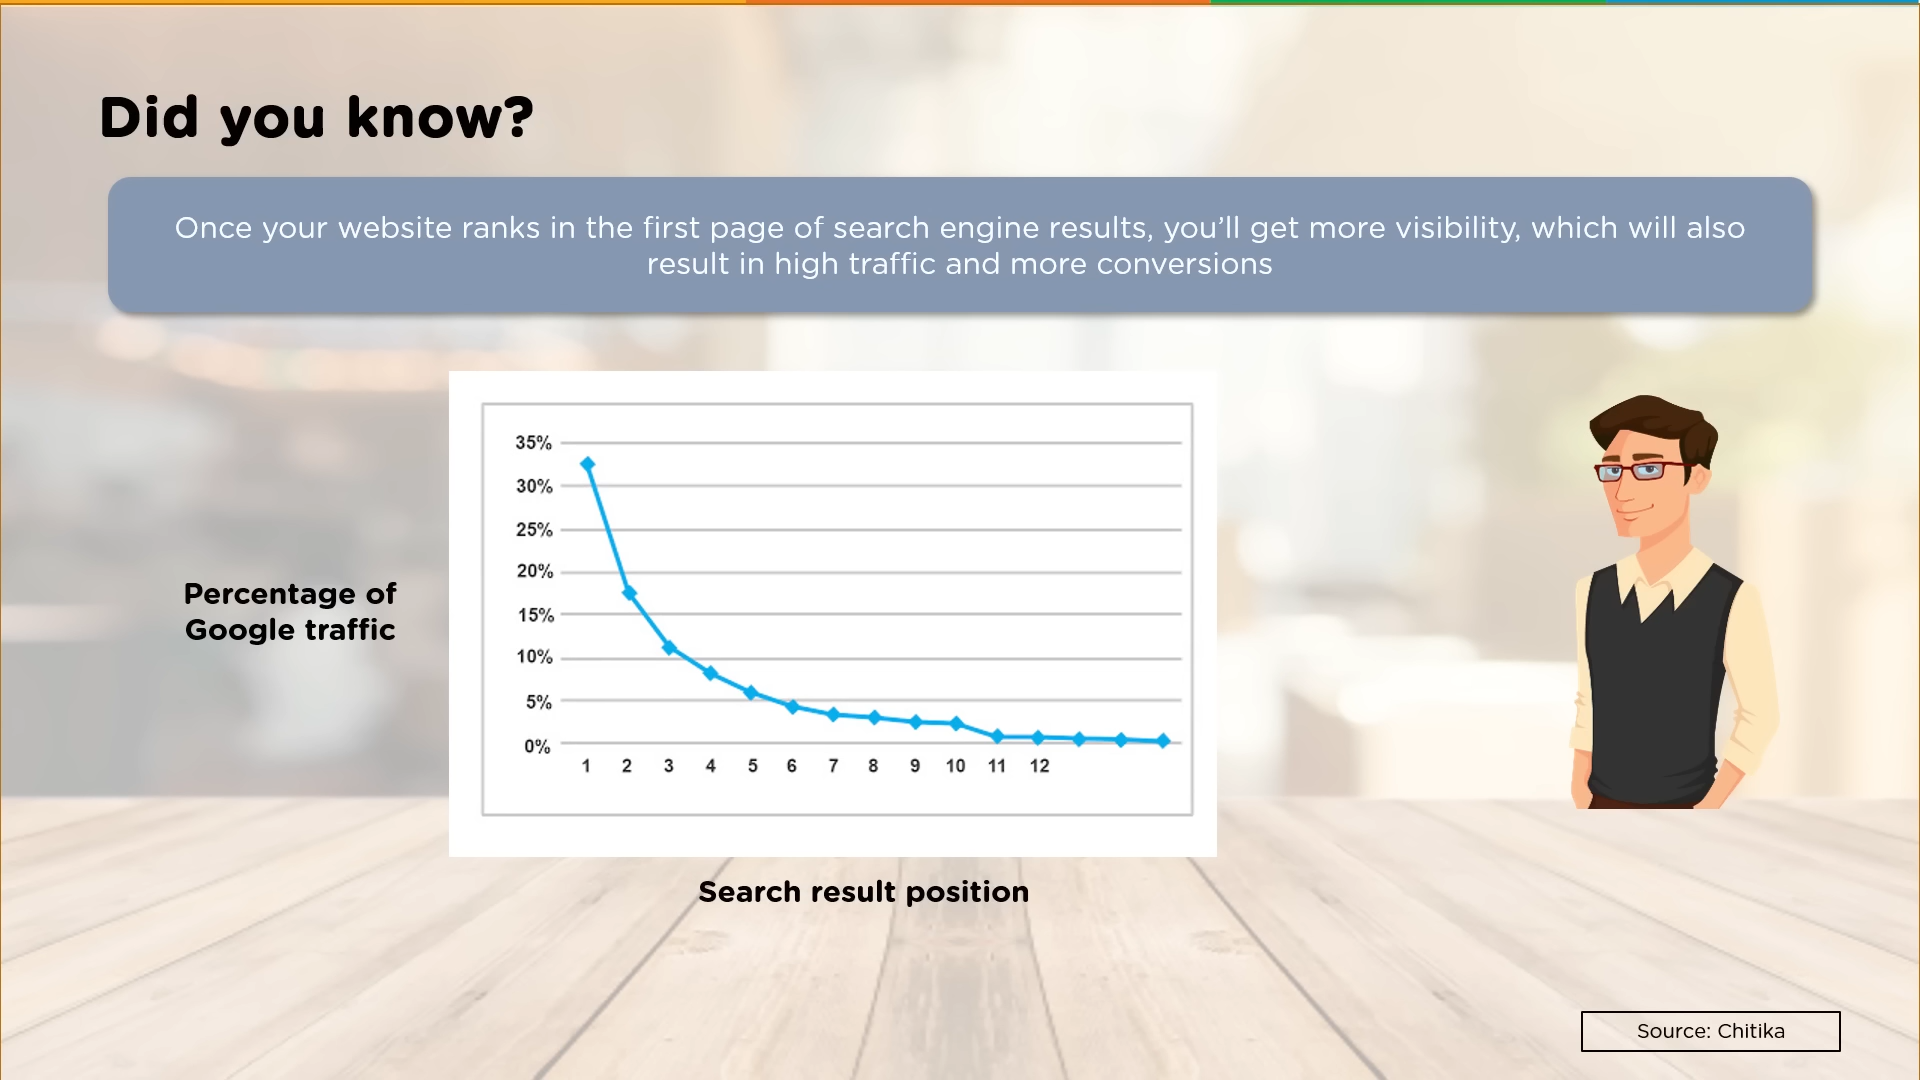 Did you know?
Once your website ranks in the first page of search engine results, you’ll get more visibility, which will also
result in high traffic and more conversions
35%
30%
25%
20%
15%
10%
5%
0%
1 2 3 4 5 6 7 8 9 10 11 12
Percentage of
Google traffic
Search result position
Source: Chitika